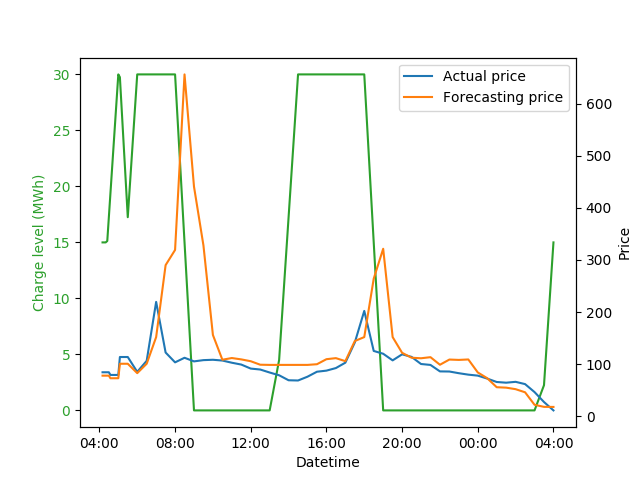 Actual price
Forecasting price
30
25
20
15
10
5
0
Charge level (MWh)
600
500
400
300
200
100
0
Price
04:00 08:00 12:00 16:00 20:00 00:00 04:00
Datetime